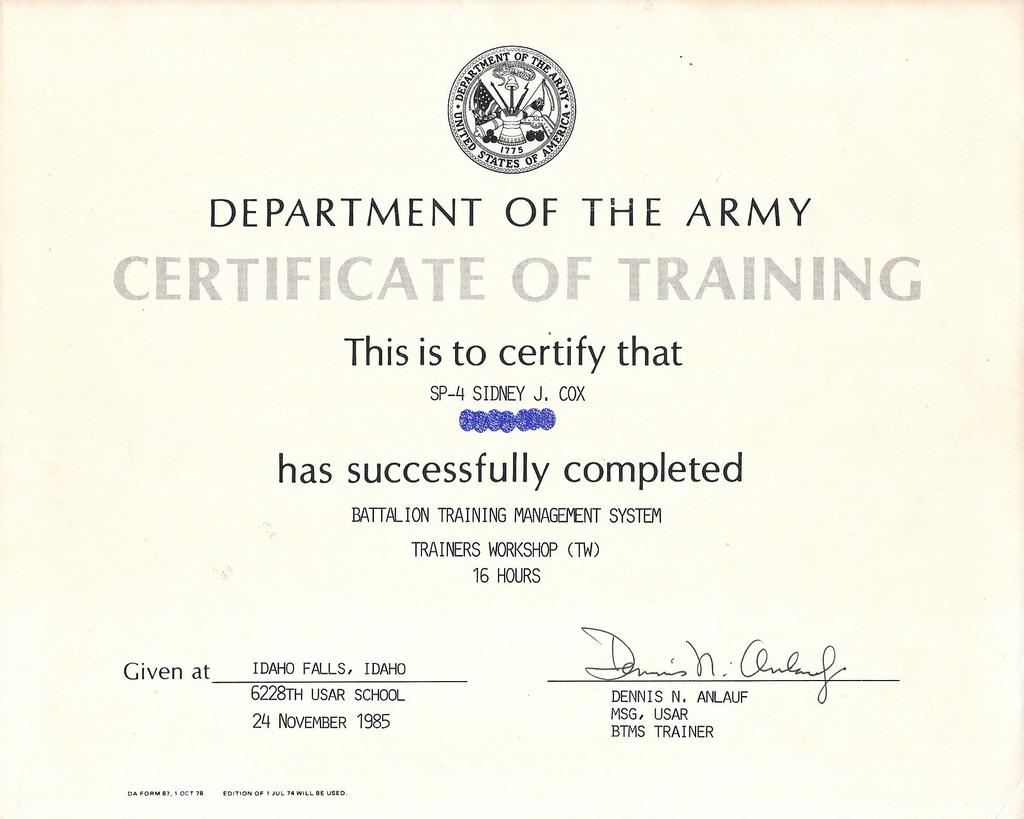 DEPARTMENT OF THE ARMY
UNITED STATES OF AMERICA
1775
DEPARTMENT OF THE ARMY
CERTIFICATE OF TRAINING
This is to certify that
SP-4 SIDNEY J. COX
has successfully completed
BATTALION TRAINING MANAGEMENT SYSTEM
TRAINERS WORKSHOP (TW)
16 HOURS
Given at IDAHO FALLS, IDAHO
6228TH USAR SCHOOL
24 NOVEMBER 1985
Dennis N. Anlauf
DENNIS N. ANLAUF
MSG, USAR
BTMS TRAINER
DA FORM 87, 1 OCT 78 EDITION OF 1 JUL 74 WILL BE USED.